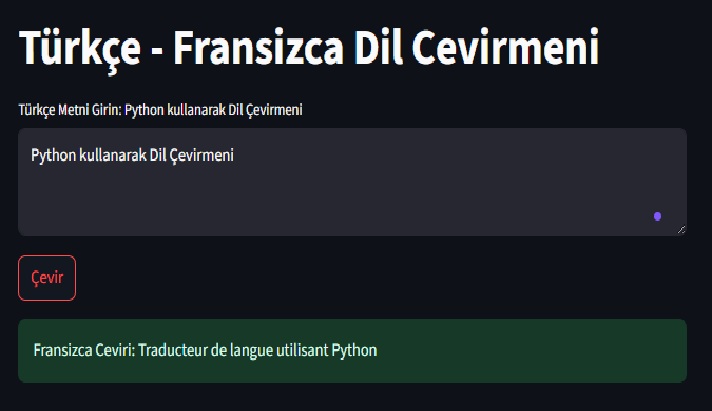 Türkçe - Fransizca Dil Cevirmeni
Türkçe Metni Girin: Python kullanarak Dil Çevirmeni
Python kullanarak Dil Çevirmeni
Çevir
Fransizca Ceviri: Traducteur de langue utilisant Python